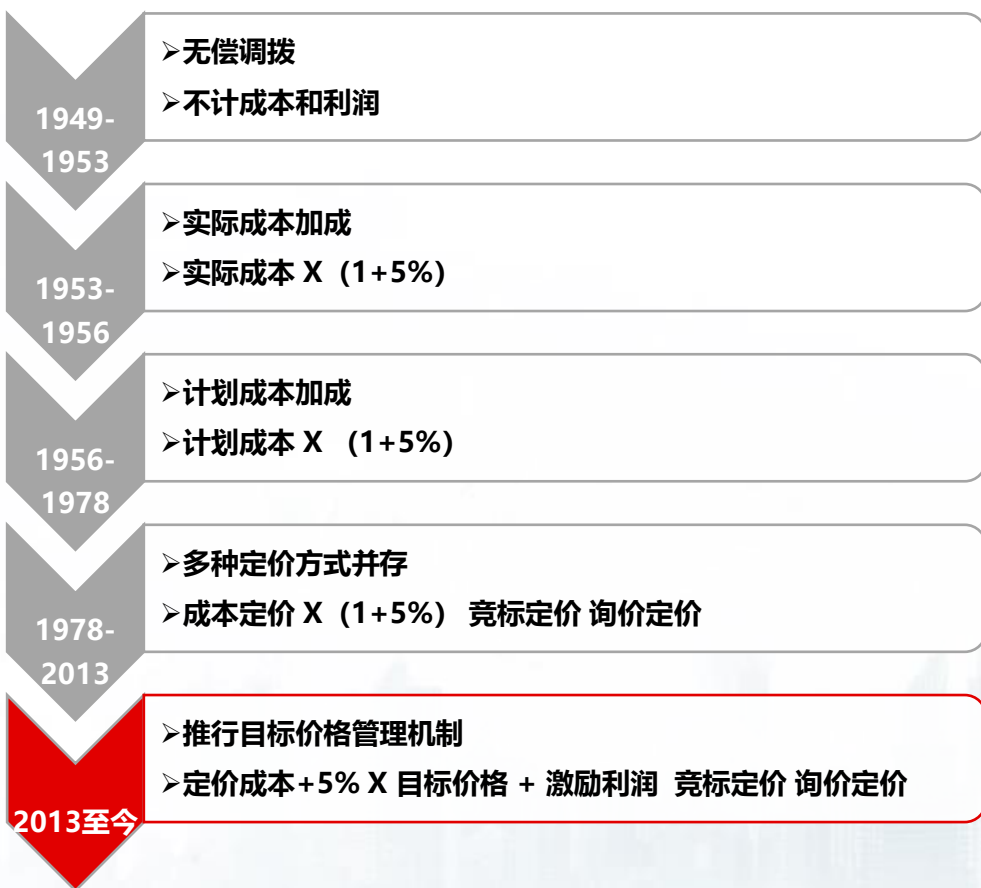 ➢无偿调拨
➢不计成本和利润
1949-
1953
➢实际成本加成
➢实际成本 X（1+5%）
1953-
1956
➢计划成本加成
➢计划成本 X （1+5%）
1956-
1978
➢多种定价方式并存
➢成本定价 X（1+5%） 竞标定价 询价定价
1978-
2013
➢推行目标价格管理机制
➢定价成本+5% X 目标价格 + 激励利润 竞标定价 询价定价
2013至今